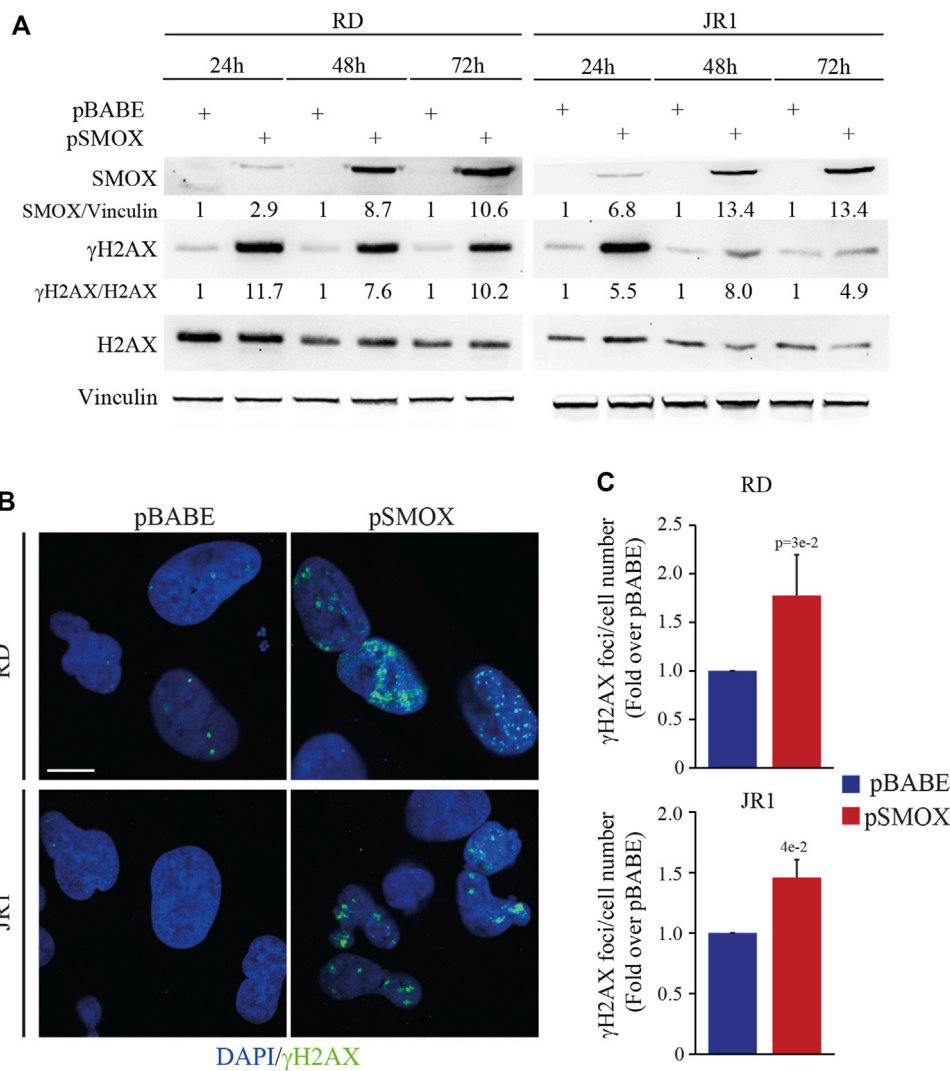 A
RD JR1
24h 48h 72h 24h 48h 72h
pBABE + + + + + +
pSMOX + + + + + +
SMOX
SMOX/Vinculin 1 2.9 1 8.7 1 10.6 1 6.8 1 13.4 1 13.4
γH2AX
γH2AX/H2AX 1 11.7 1 7.6 1 10.2 1 5.5 1 8.0 1 4.9
H2AX
Vinculin
B
pBABE pSMOX
RD
JR1
DAPI/γH2AX
C
RD
γH2AX foci/cell number
(Fold over pBABE)
2.5
2.0
1.5
1.0
0.5
0
p=3e-2
pBABE
pSMOX
JR1
γH2AX foci/cell number
(Fold over pBABE)
2.0
1.5
1.0
0.5
0
4e-2